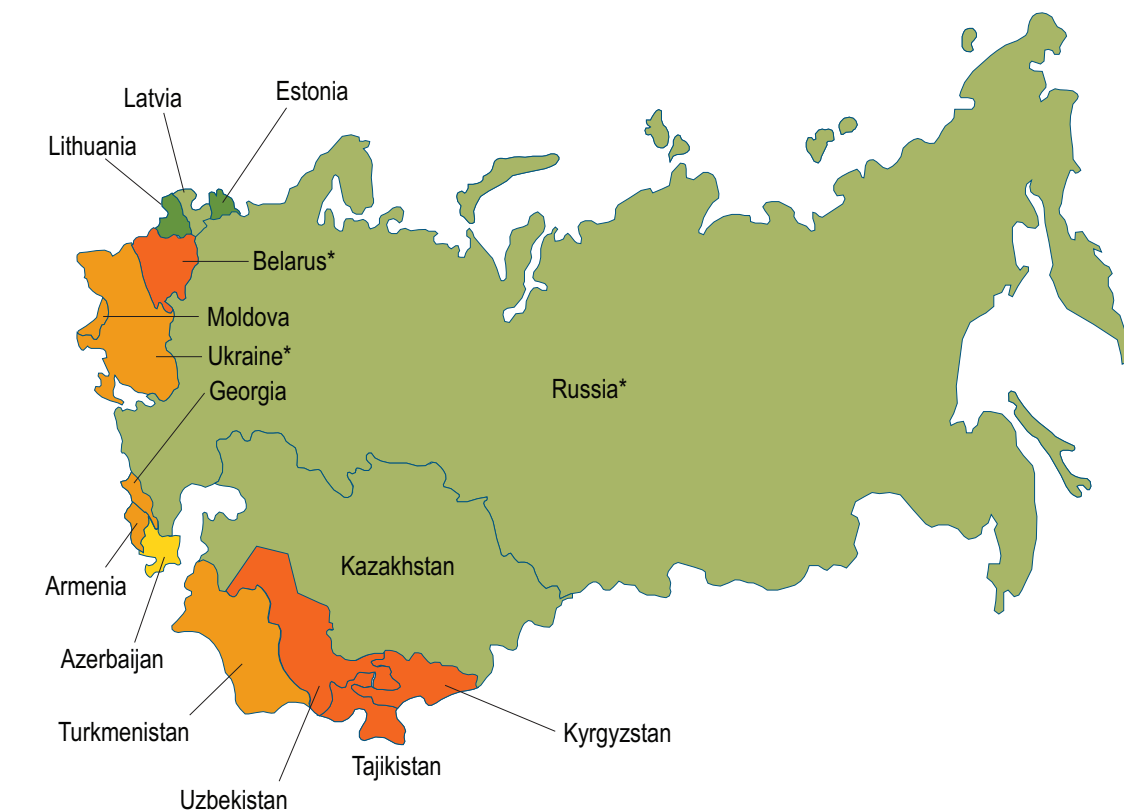 Estonia
Latvia
Lithuania
Belarus*
Moldova
Ukraine*
Russia*
Georgia
Kazakhstan
Armenia
Azerbaijan
Turkmenistan
Kyrgyzstan
Tajikistan
Uzbekistan